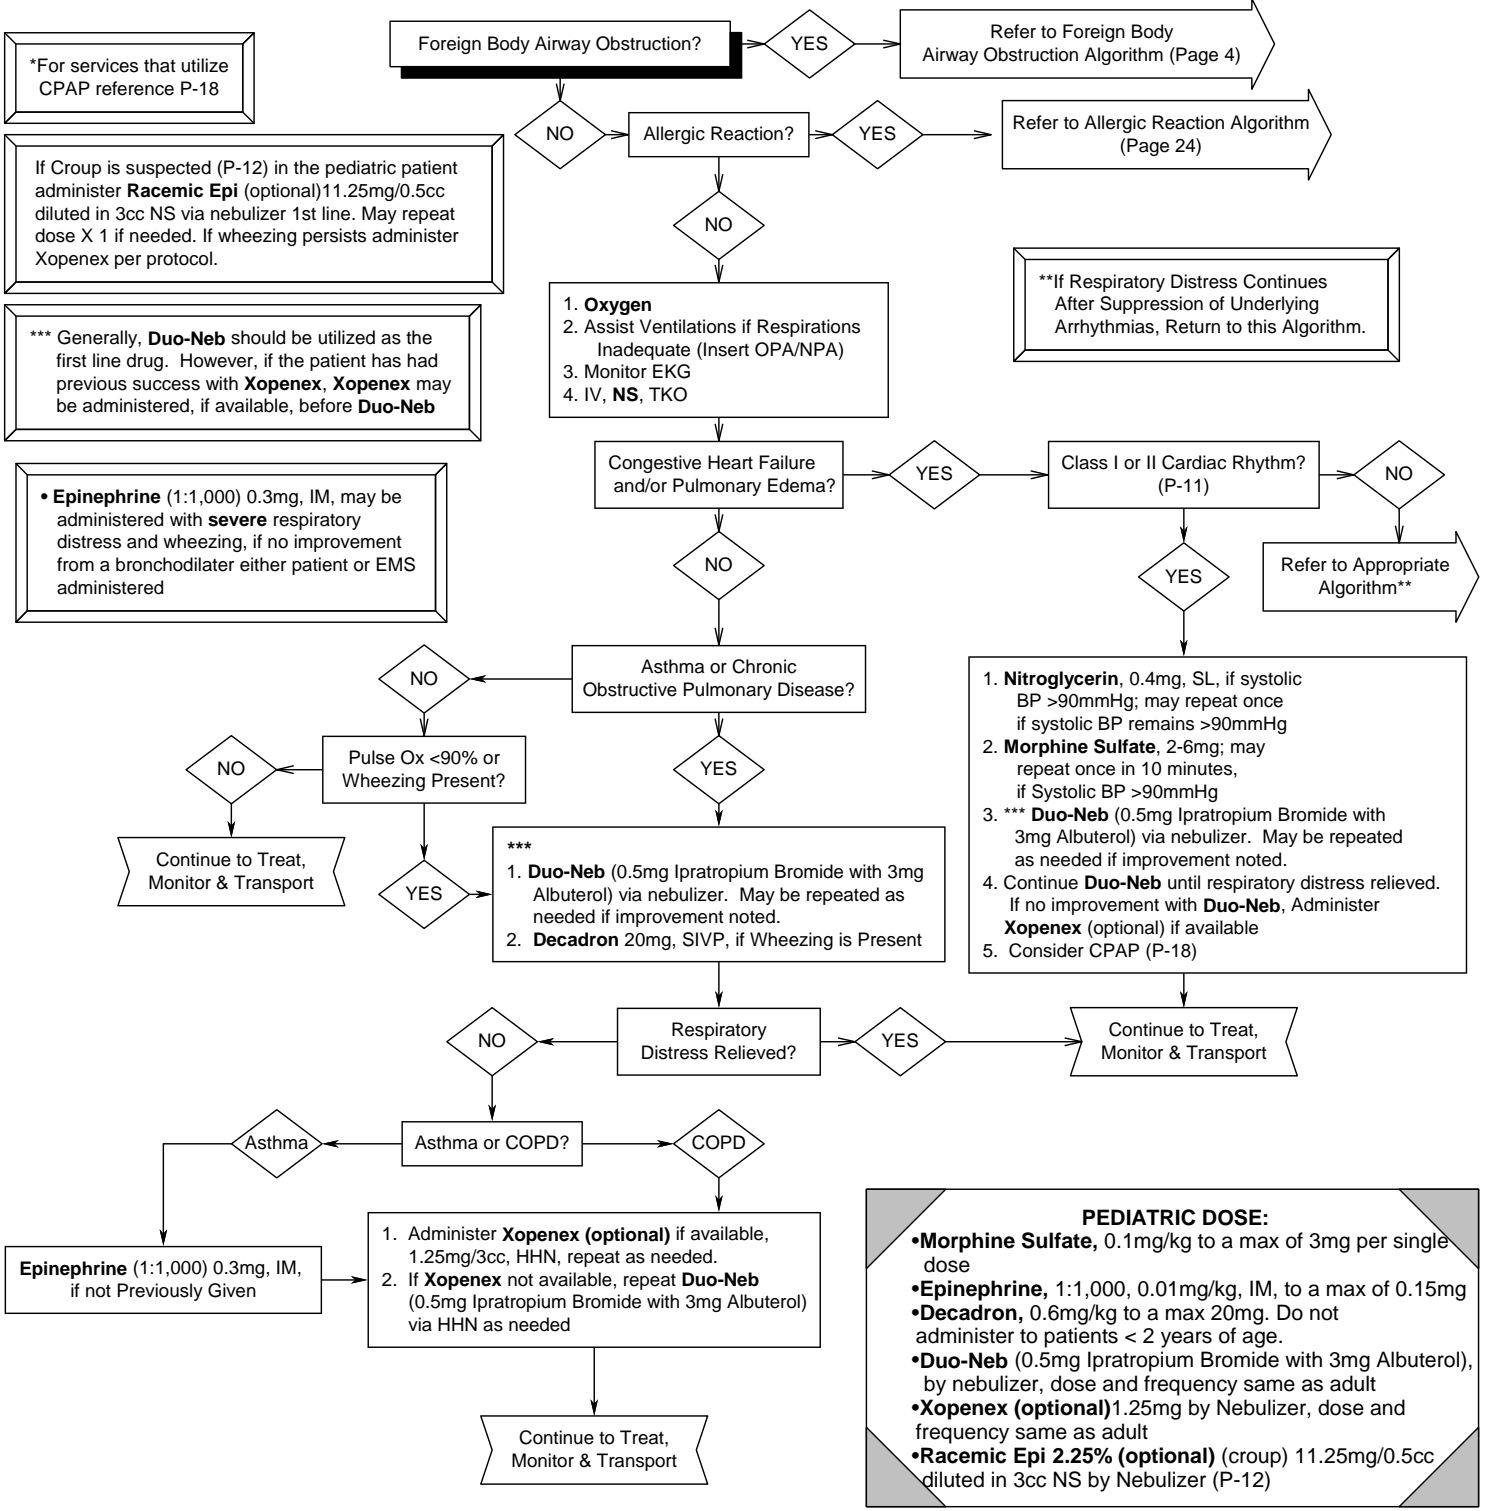 Foreign Body Airway Obstruction?
YES
Refer to Foreign Body
Airway Obstruction Algorithm (Page 4)
*For services that utilize
CPAP reference P-18
NO
Allergic Reaction?
YES
Refer to Allergic Reaction Algorithm
(Page 24)
If Croup is suspected (P-12) in the pediatric patient
administer Racemic Epi (optional)11.25mg/0.5cc
diluted in 3cc NS via nebulizer 1st line. May repeat
dose X 1 if needed. If wheezing persists administer
Xopenex per protocol.
NO
**If Respiratory Distress Continues
After Suppression of Underlying
Arrhythmias, Return to this Algorithm.
1. Oxygen
2. Assist Ventilations if Respirations
Inadequate (Insert OPA/NPA)
3. Monitor EKG
4. IV, NS, TKO
*** Generally, Duo-Neb should be utilized as the
first line drug. However, if the patient has had
previous success with Xopenex, Xopenex may
be administered, if available, before Duo-Neb
Congestive Heart Failure
and/or Pulmonary Edema?
YES
Class I or II Cardiac Rhythm?
(P-11)
NO
• Epinephrine (1:1,000) 0.3mg, IM, may be
administered with severe respiratory
distress and wheezing, if no improvement
from a bronchodilater either patient or EMS
administered
NO
YES
Refer to Appropriate
Algorithm**
Asthma or Chronic
Obstructive Pulmonary Disease?
NO
1. Nitroglycerin, 0.4mg, SL, if systolic
BP >90mmHg; may repeat once
if systolic BP remains >90mmHg
2. Morphine Sulfate, 2-6mg; may
repeat once in 10 minutes,
if Systolic BP >90mmHg
3. *** Duo-Neb (0.5mg Ipratropium Bromide with
3mg Albuterol) via nebulizer. May be repeated
as needed if improvement noted.
4. Continue Duo-Neb until respiratory distress relieved.
If no improvement with Duo-Neb, Administer
Xopenex (optional) if available
5. Consider CPAP (P-18)
Pulse Ox <90% or
Wheezing Present?
NO
YES
Continue to Treat,
Monitor & Transport
YES
***
1. Duo-Neb (0.5mg Ipratropium Bromide with 3mg
Albuterol) via nebulizer. May be repeated as
needed if improvement noted.
2. Decadron 20mg, SIVP, if Wheezing is Present
NO
Respiratory
Distress Relieved?
YES
Continue to Treat,
Monitor & Transport
Asthma
Asthma or COPD?
COPD
Epinephrine (1:1,000) 0.3mg, IM,
if not Previously Given
1. Administer Xopenex (optional) if available,
1.25mg/3cc, HHN, repeat as needed.
2. If Xopenex not available, repeat Duo-Neb
(0.5mg Ipratropium Bromide with 3mg Albuterol)
via HHN as needed
Continue to Treat,
Monitor & Transport
PEDIATRIC DOSE:
•Morphine Sulfate, 0.1mg/kg to a max of 3mg per single
dose
•Epinephrine, 1:1,000, 0.01mg/kg, IM, to a max of 0.15mg
•Decadron, 0.6mg/kg to a max 20mg. Do not
administer to patients < 2 years of age.
•Duo-Neb (0.5mg Ipratropium Bromide with 3mg Albuterol),
by nebulizer, dose and frequency same as adult
•Xopenex (optional)1.25mg by Nebulizer, dose and
frequency same as adult
•Racemic Epi 2.25% (optional) (croup) 11.25mg/0.5cc
diluted in 3cc NS by Nebulizer (P-12)